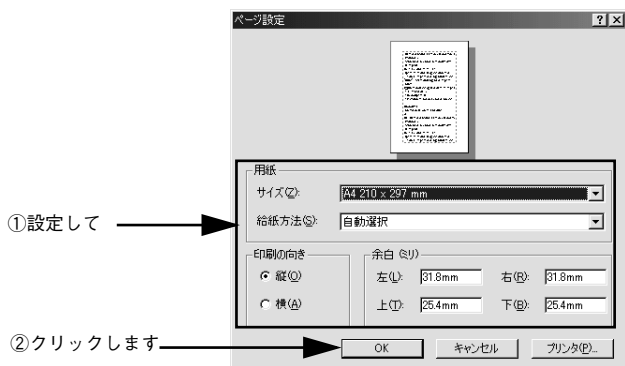 ページ設定
用紙
サイズ(Z): A4 210 x 297 mm
①設定して
給紙方法(S): 自動選択
印刷の向き
縦(O)
横(A)
余白 (ミリ)
左(L): 31.8mm 右(R): 31.8mm
上(T): 25.4mm 下(B): 25.4mm
②クリックします
OK キャンセル プリンタ(P)...